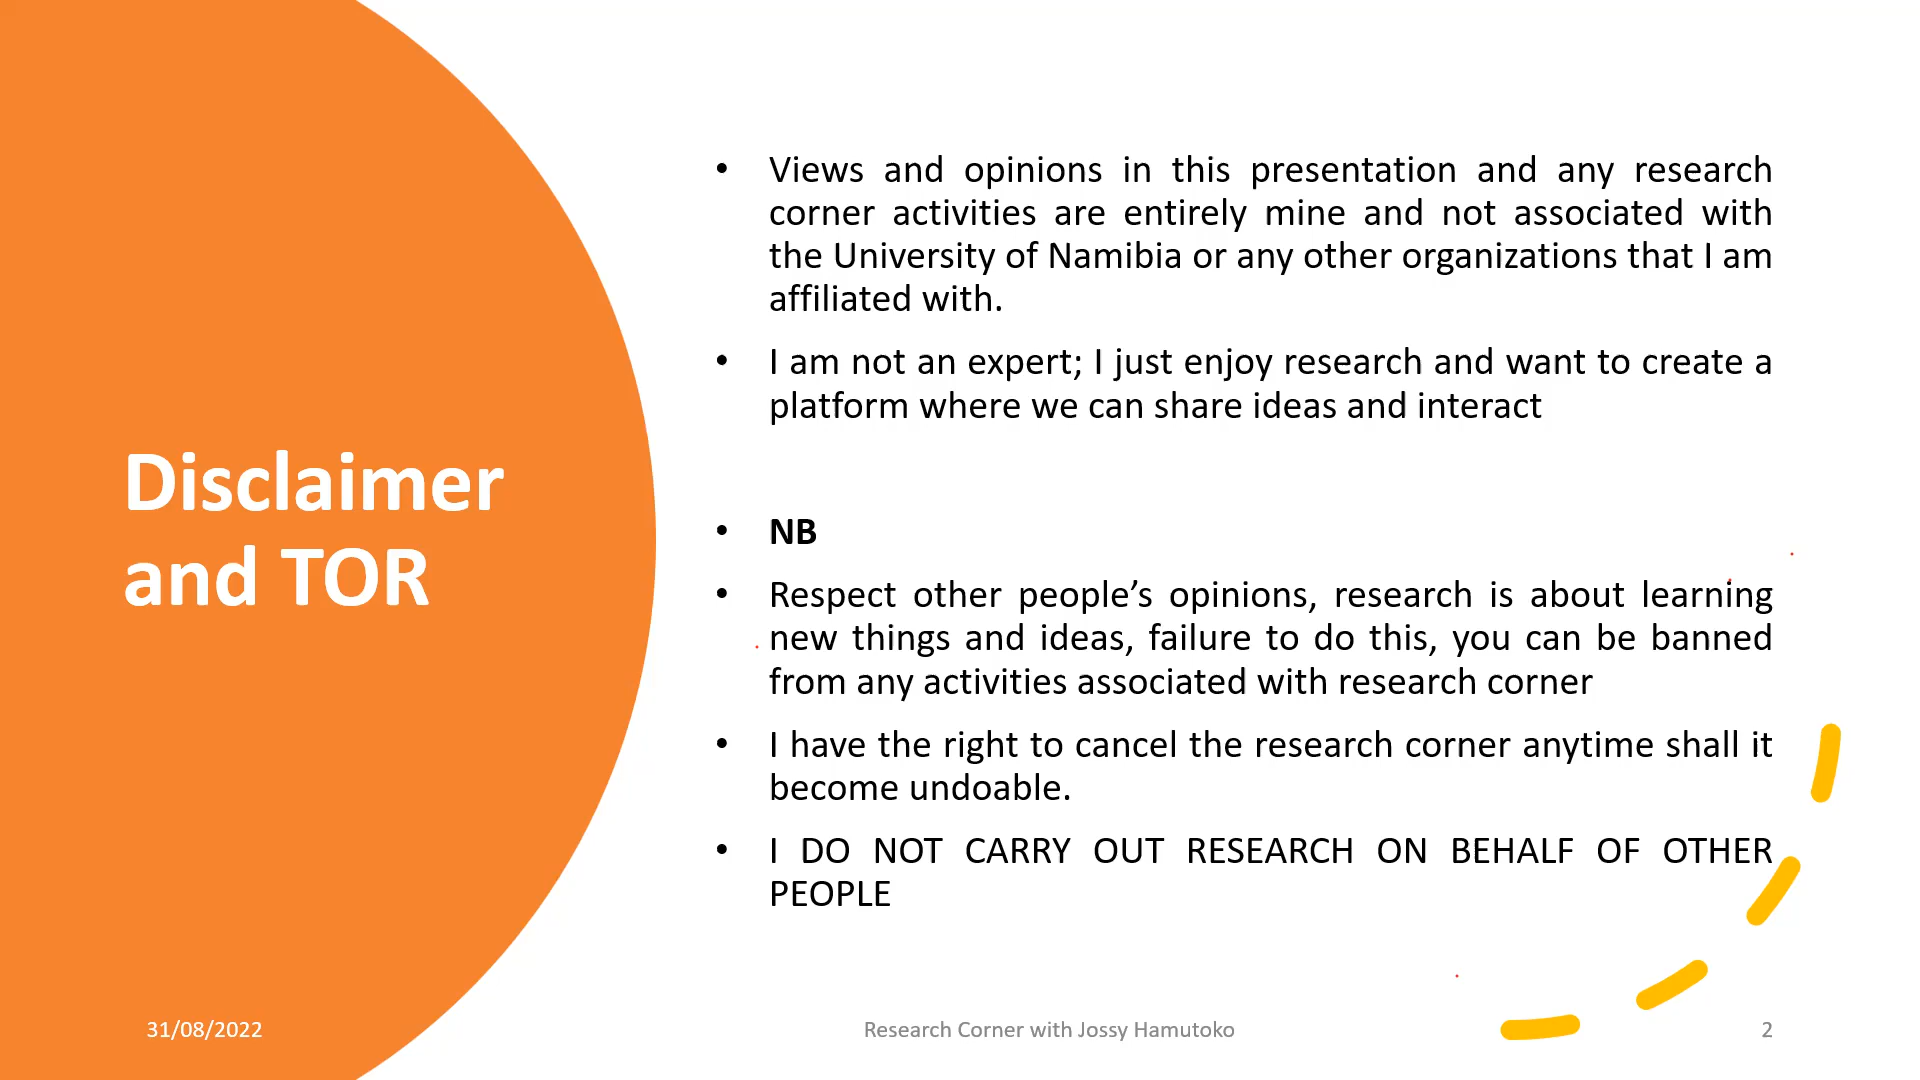 Disclaimer
and TOR
• Views and opinions in this presentation and any research
corner activities are entirely mine and not associated with
the University of Namibia or any other organizations that I am
affiliated with.
• I am not an expert; I just enjoy research and want to create a
platform where we can share ideas and interact
• NB
• Respect other people’s opinions, research is about learning
new things and ideas, failure to do this, you can be banned
from any activities associated with research corner
• I have the right to cancel the research corner anytime shall it
become undoable.
• I DO NOT CARRY OUT RESEARCH ON BEHALF OF OTHER
PEOPLE
31/08/2022
Research Corner with Jossy Hamutoko
2